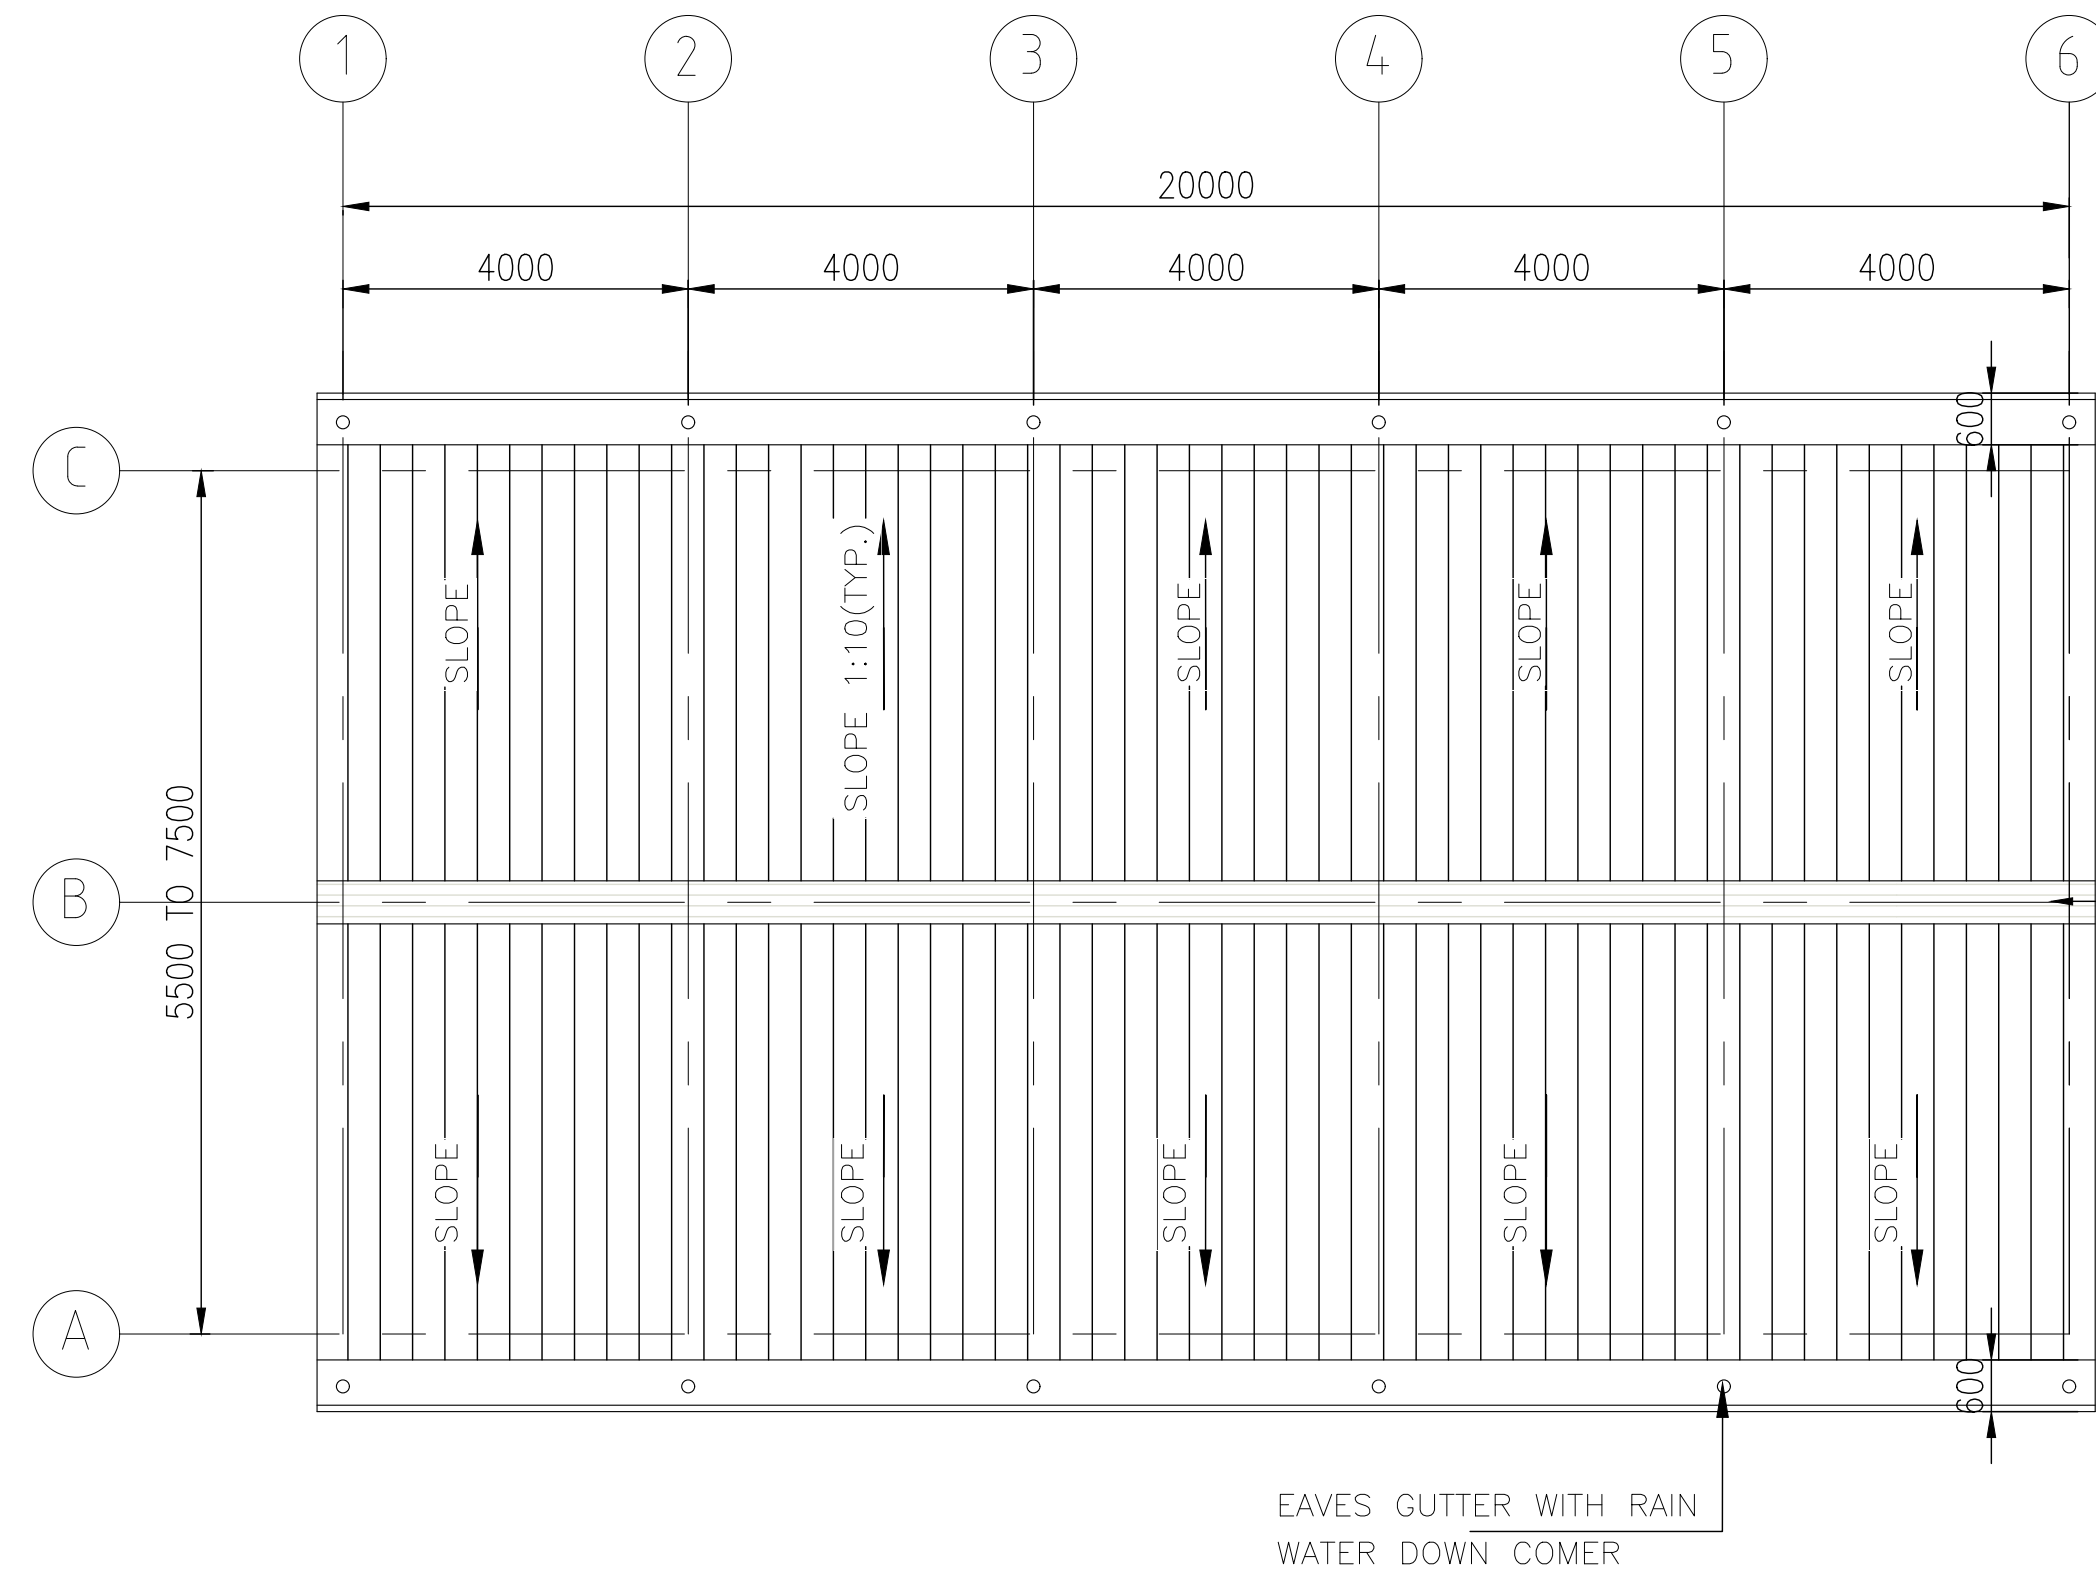 1 2 3 4 5 6
20000
4000 4000 4000 4000 4000
600
C
SLOPE SLOPE 1:10(TYP.) SLOPE SLOPE SLOPE
5500 TO 7500
B
SLOPE SLOPE SLOPE SLOPE SLOPE
A
600
EAVES GUTTER WITH RAIN
WATER DOWN COMER